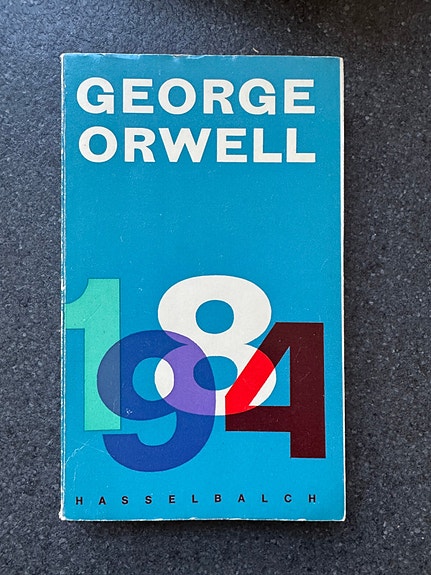 GEORGE
ORWELL
1984
HASSELBALCH